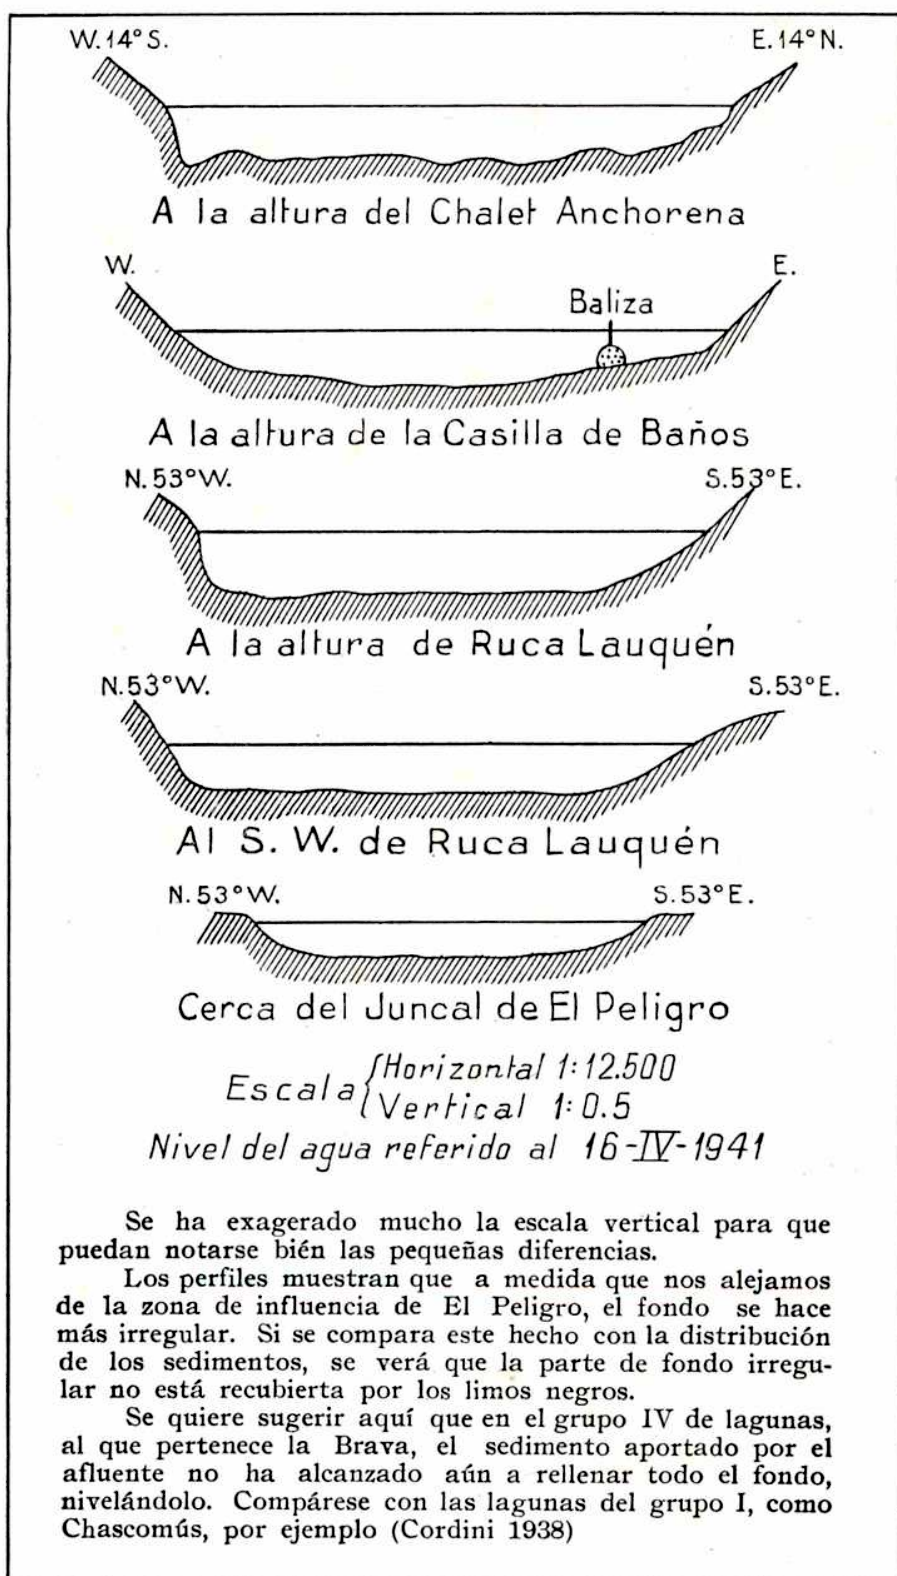 W. 14° S. E. 14° N.
A la altura del Chalet Anchorena
W. E.
Baliza
A la altura de la Casilla de Baños
N. 53° W. S. 53° E.
A la altura de Ruca Lauquén
N. 53° W. S. 53° E.
Al S. W. de Ruca Lauquén
N. 53° W. S. 53° E.
Cerca del Juncal de El Peligro
Escala { Horizontal 1:12.500
Vertical 1:0.5
Nivel del agua referido al 16-IV-1941
Se ha exagerado mucho la escala vertical para que
puedan notarse bién las pequeñas diferencias.
Los perfiles muestran que a medida que nos alejamos
de la zona de influencia de El Peligro, el fondo se hace
más irregular. Si se compara este hecho con la distribución
de los sedimentos, se verá que la parte de fondo irregu-
lar no está recubierta por los limos negros.
Se quiere sugerir aquí que en el grupo IV de lagunas,
al que pertenece la Brava, el sedimento aportado por el
afluente no ha alcanzado aún a rellenar todo el fondo,
nivelándolo. Compárese con las lagunas del grupo I, como
Chascomús, por ejemplo (Cordini 1938)